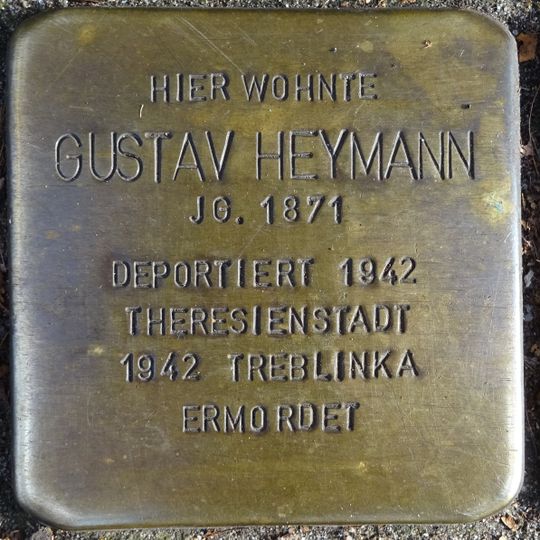 HIER WOHNTE
GUSTAV HEYMANN
JG. 1871
DEPORTIERT 1942
THERESIENSTADT
1942 TREBLINKA
ERMORDET